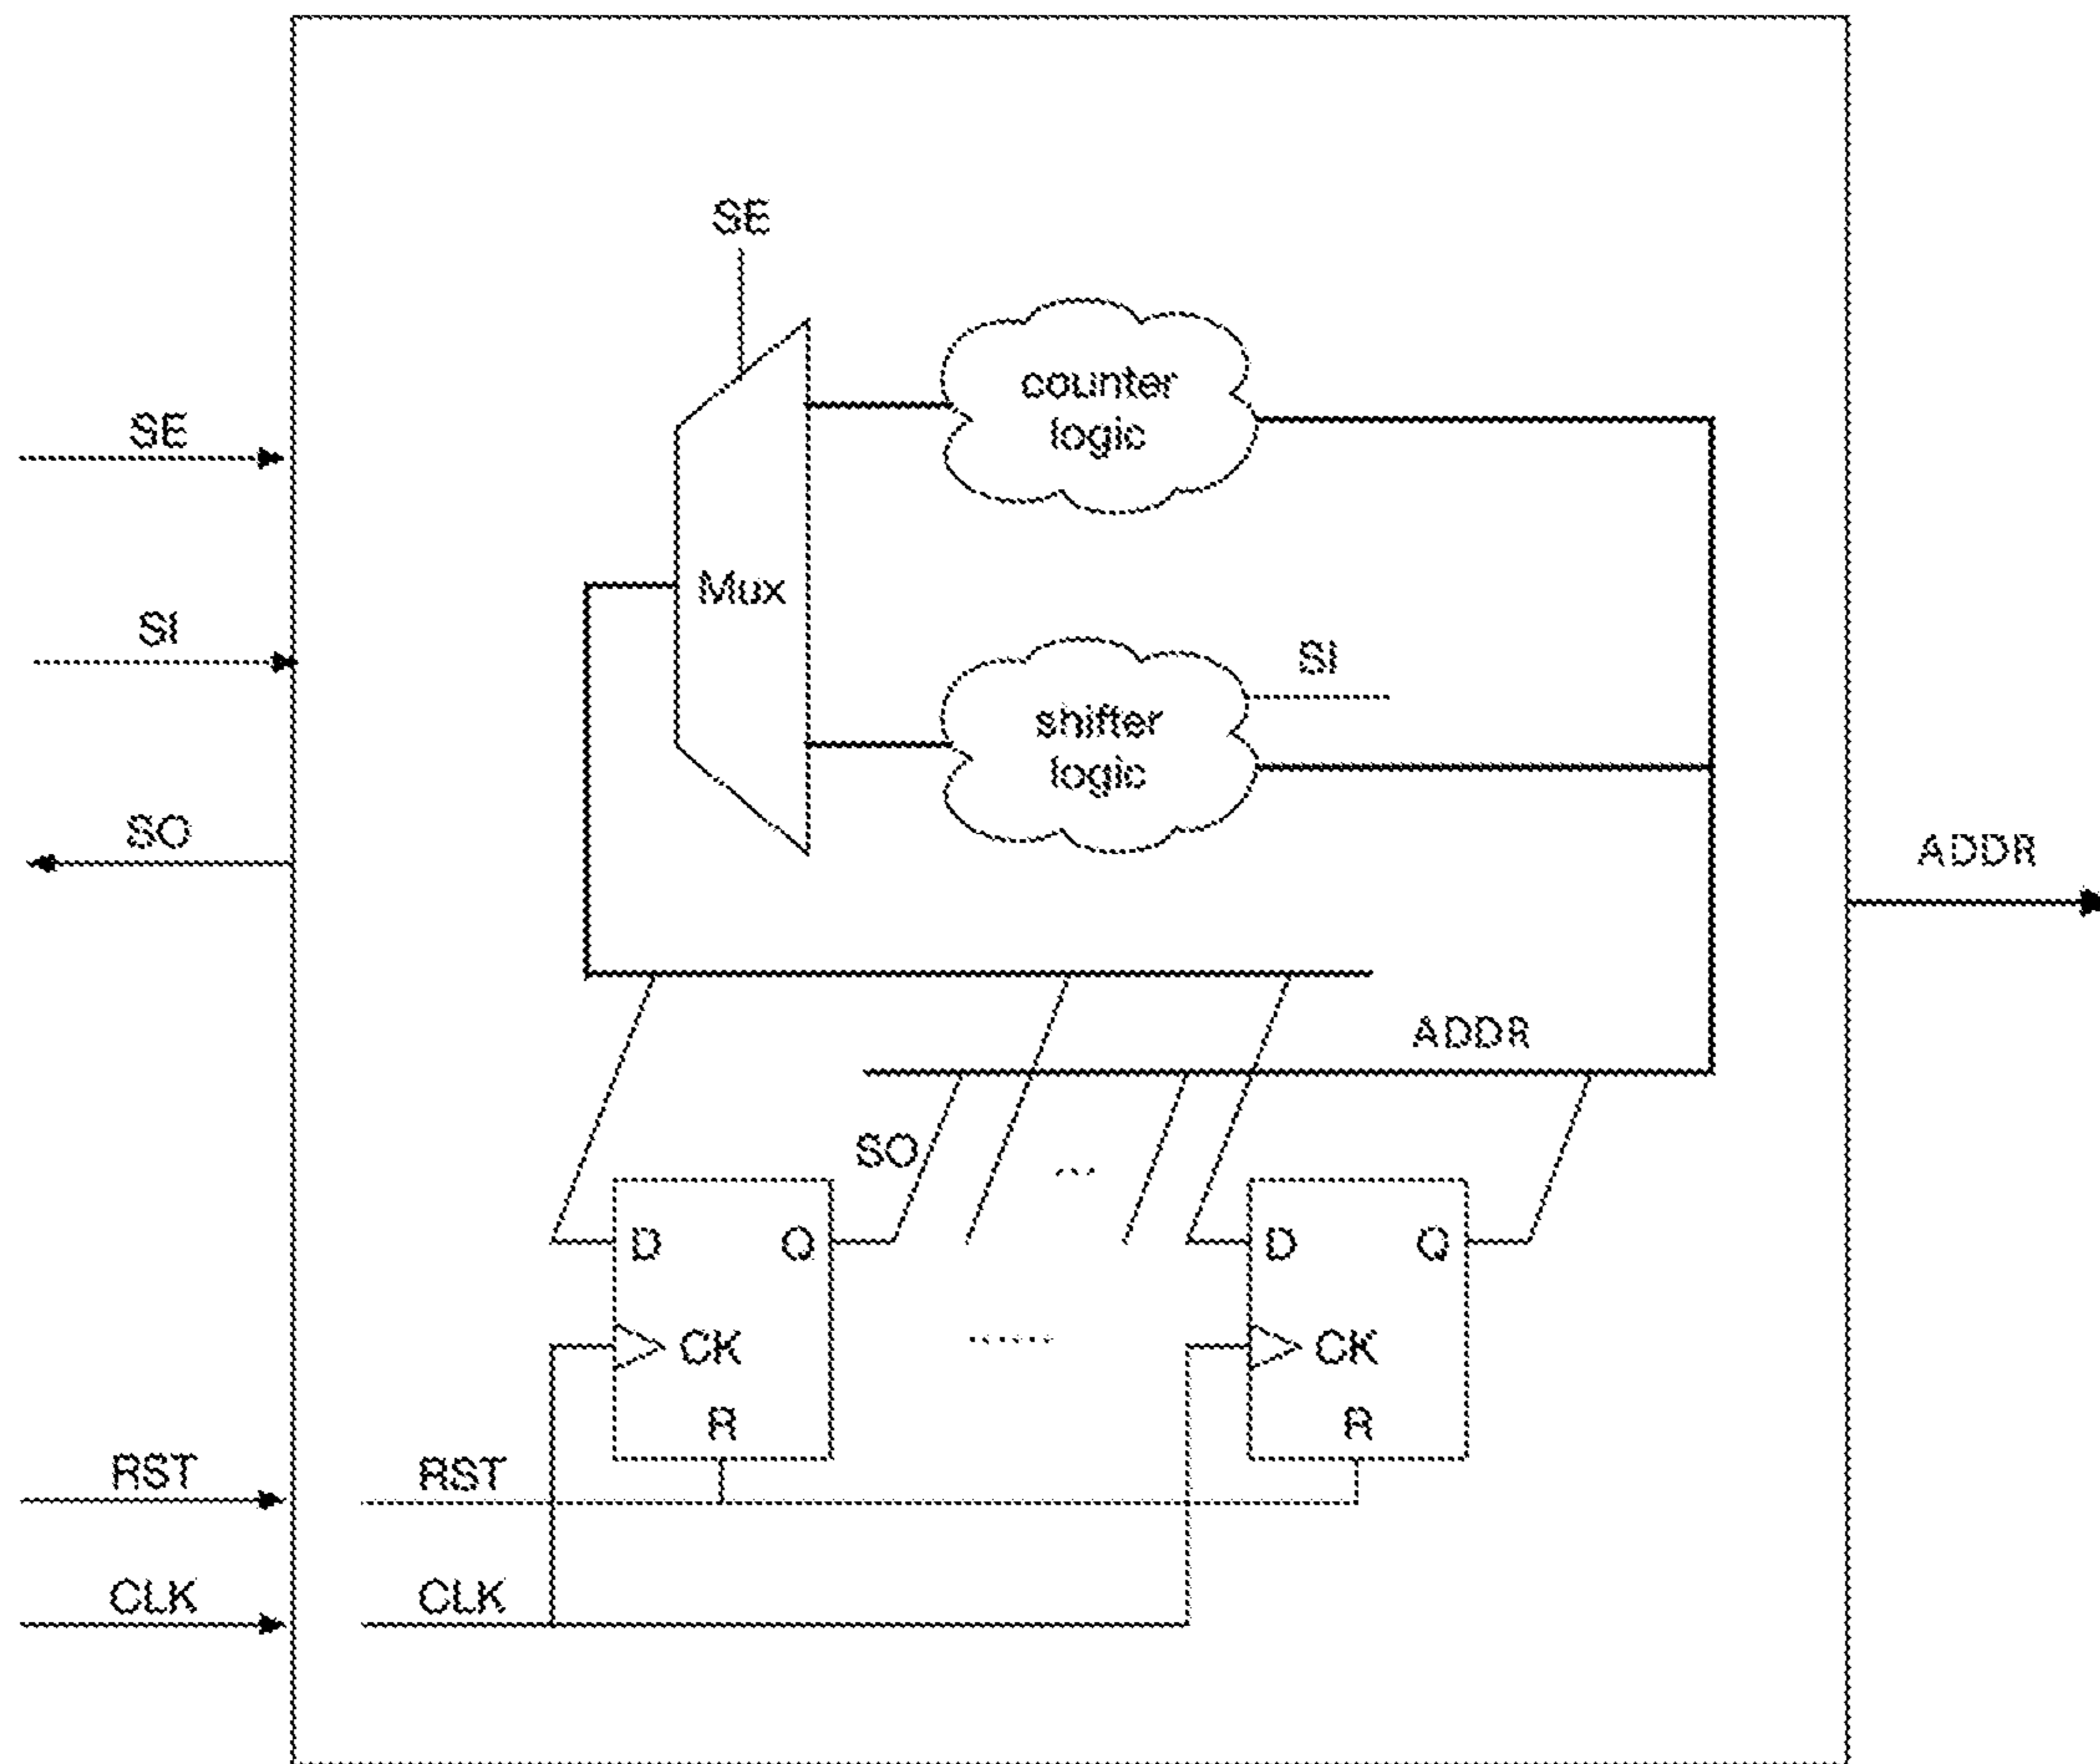 SE
counter
logic
SE
Mux
SI
SI
shifter
logic
SO
ADDR
ADDR
SO
...
D
Q
D
Q
CK
......
CK
R
R
RST
RST
CLK
CLK